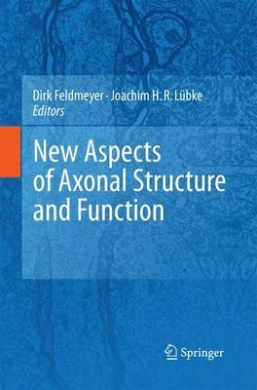 Dirk Feldmeyer · Joachim H. R. Lübke
Editors
New Aspects
of Axonal Structure
and Function
Springer